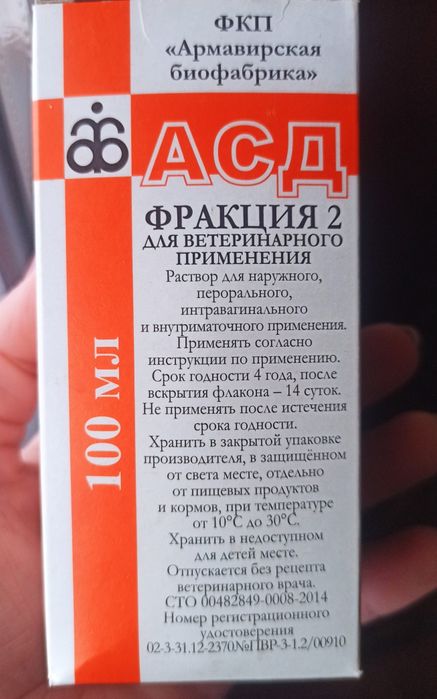 ФКП
«Армавирская
биофабрика»
АСД
ФРАКЦИЯ 2
ДЛЯ ВЕТЕРИНАРНОГО
ПРИМЕНЕНИЯ
Раствор для наружного,
перорального,
интравагинального
и внутриматочного применения.
Применять согласно
инструкции по применению.
Срок годности 4 года, после
вскрытия флакона – 14 суток.
Не применять после истечения
срока годности.
Хранить в закрытой упаковке
производителя, в защищённом
от света месте, отдельно
от пищевых продуктов
и кормов, при температуре
от 10°С до 30°С.
Хранить в недоступном
для детей месте.
Отпускается без рецепта
ветеринарного врача.
СТО 00482849-0008-2014
Номер регистрационного
удостоверения
02-3-31.12-2370№ПВР-3-1.2/00910
100 МЛ